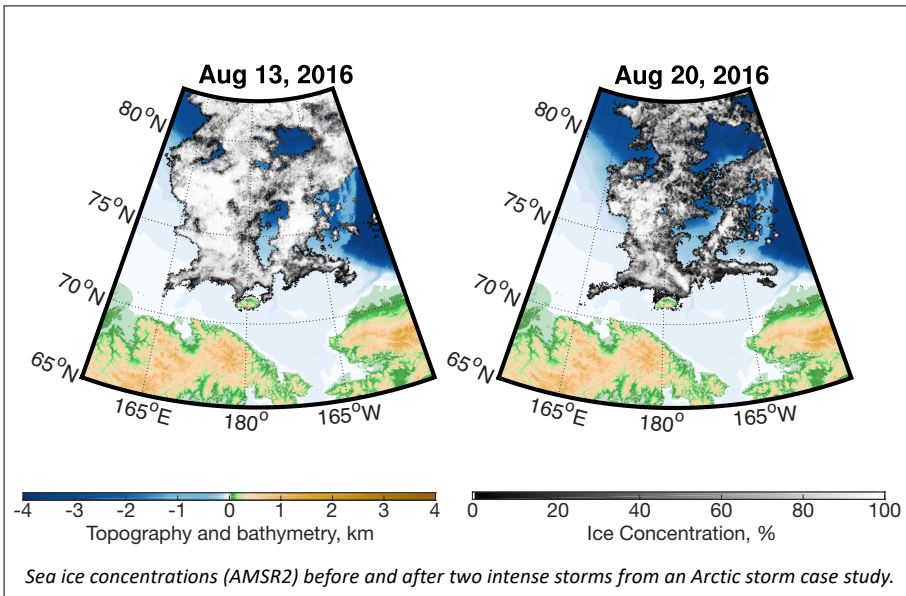 Aug 13, 2016
80°N
75°N
70°N
65°N
165°E
180°
165°W
Aug 20, 2016
80°N
75°N
70°N
65°N
165°E
180°
165°W
-4 -3 -2 -1 0 1 2 3 4
Topography and bathymetry, km
0 20 40 60 80 100
Ice Concentration, %
Sea ice concentrations (AMSR2) before and after two intense storms from an Arctic storm case study.